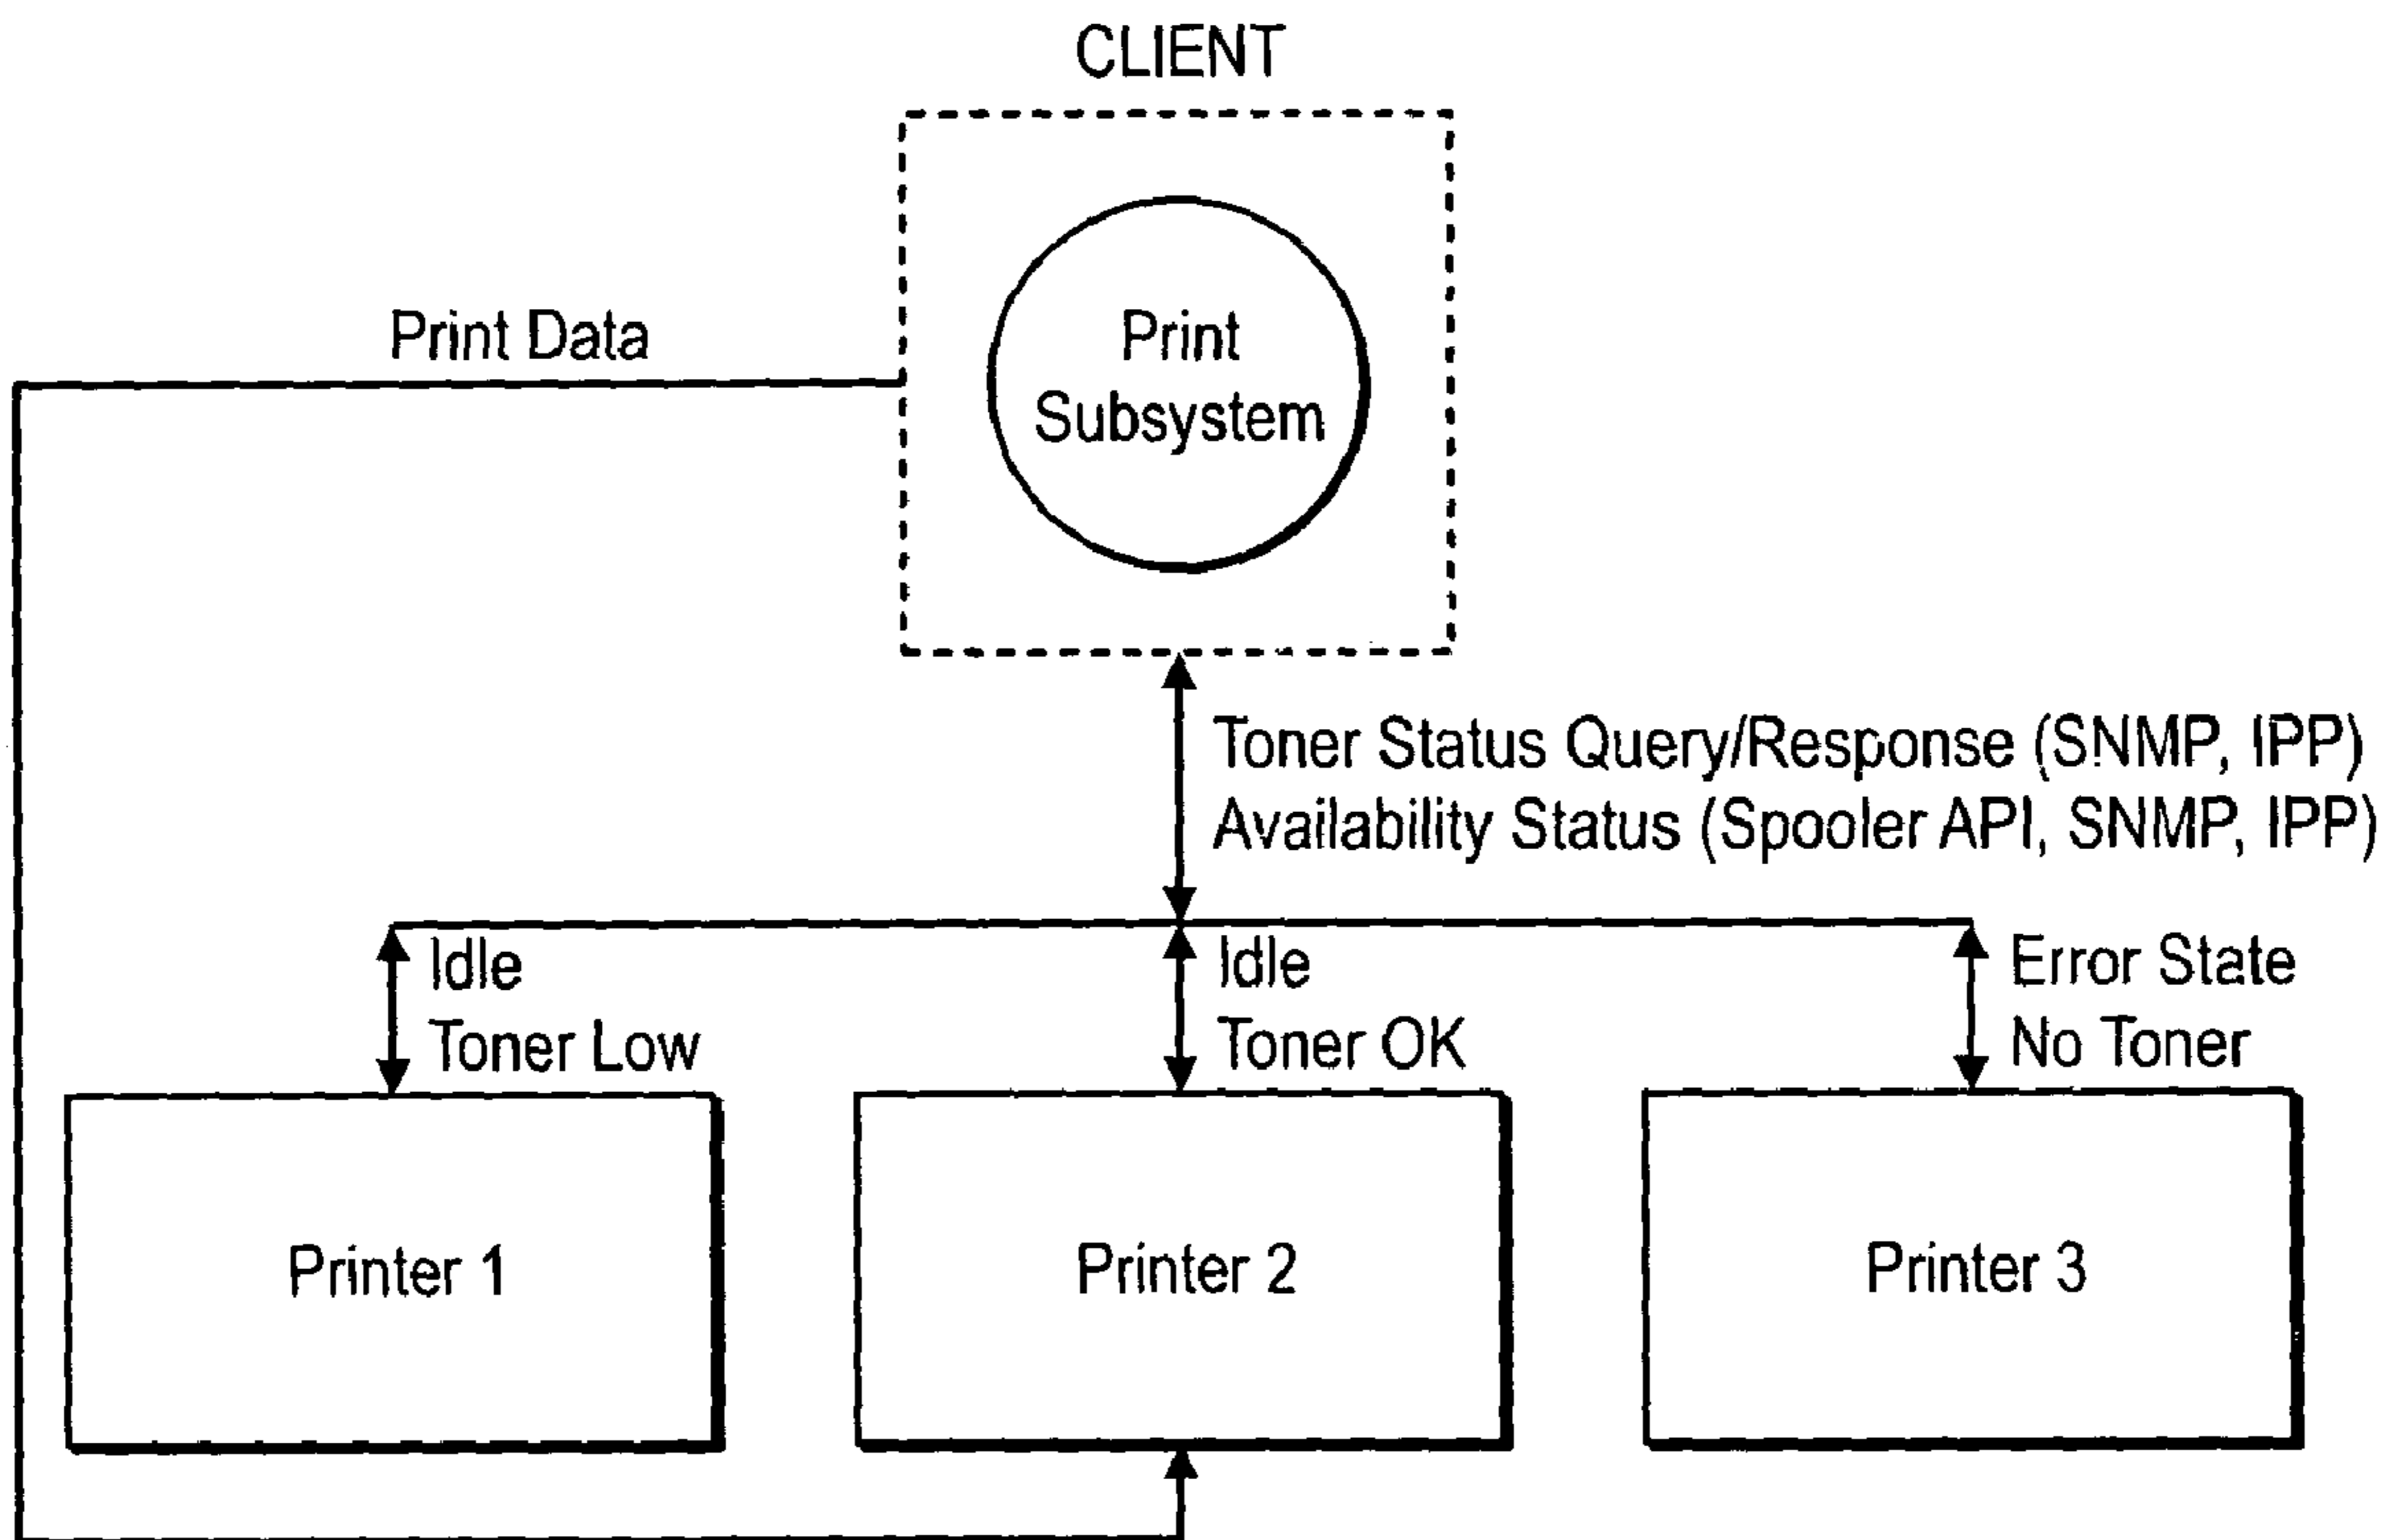 CLIENT
Print
Subsystem
Print Data
Toner Status Query/Response (SNMP, IPP)
Availability Status (Spooler API, SNMP, IPP)
Idle
Toner Low
Idle
Toner OK
Error State
No Toner
Printer 1
Printer 2
Printer 3